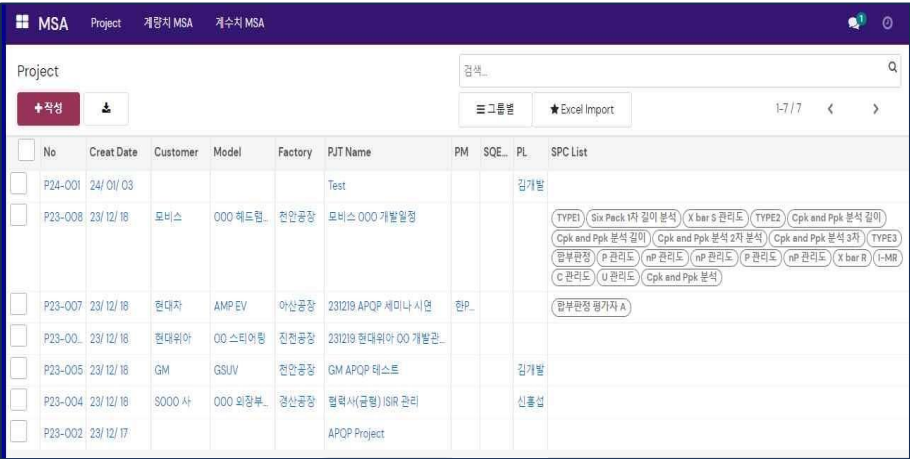 MSA Project 계량치 MSA 계수치 MSA 1
Project 검색...
+작성 그룹별 Excel Import 1-7 / 7
No Creat Date Customer Model Factory PJT Name PM SQE... PL SPC List
P24-001 24/ 01/ 03 Test 김개발
P23-008 23/ 12/ 18 모비스 000 헤드램... 천안공장 모비스 000 개발일정 TYPE1 Six Pack 1차 길이 분석 X bar S 관리도 TYPE2 Cpk and Ppk 분석 길이
Cpk and Ppk 분석 길이 Cpk and Ppk 분석 2차 분석 Cpk and Ppk 분석 3차 TYPE3
합부판정 P 관리도 nP 관리도 nP 관리도 P 관리도 nP 관리도 X bar R I-MR
C 관리도 U 관리도 Cpk and Ppk 분석
P23-007 23/ 12/ 18 현대자 AMP EV 아산공장 231219 APQP 세미나 시연 한P... 합부판정 평가자 A
P23-00... 23/ 12/ 18 현대위아 00 스티어링 진천공장 231219 현대위아 00 개발관...
P23-005 23/ 12/ 18 GM GSUV 천안공장 GM APQP 테스트 김개발
P23-004 23/ 12/ 18 S000 사 000 외장부... 경산공장 협력사(금형) ISIR 관리 신홍섭
P23-002 23/ 12/ 17 APQP Project